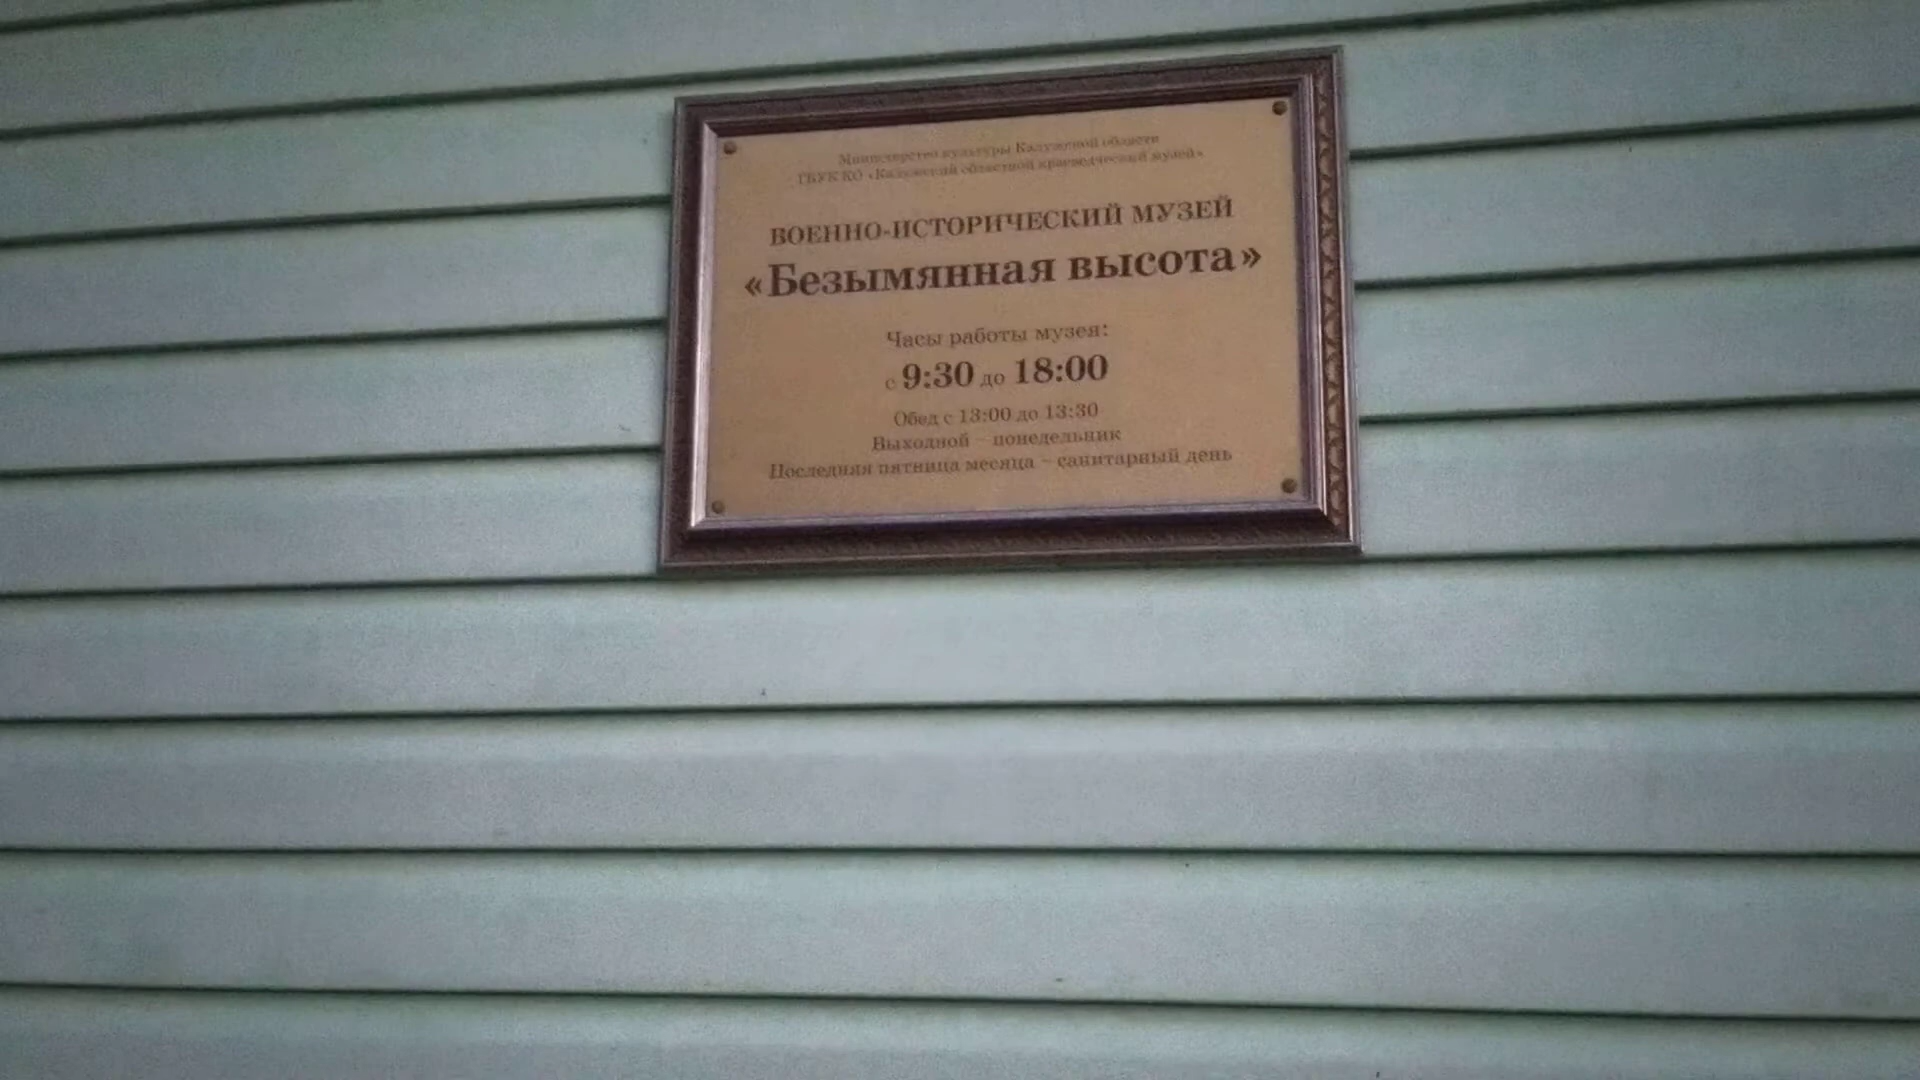 Министерство культуры Калужской области
ГБУК КО «Калужский областной краеведческий музей»
ВОЕННО-ИСТОРИЧЕСКИЙ МУЗЕЙ
«Безымянная высота»
Часы работы музея:
с 9:30 до 18:00
Обед с 13:00 до 13:30
Выходной – понедельник
Последняя пятница месяца – санитарный день